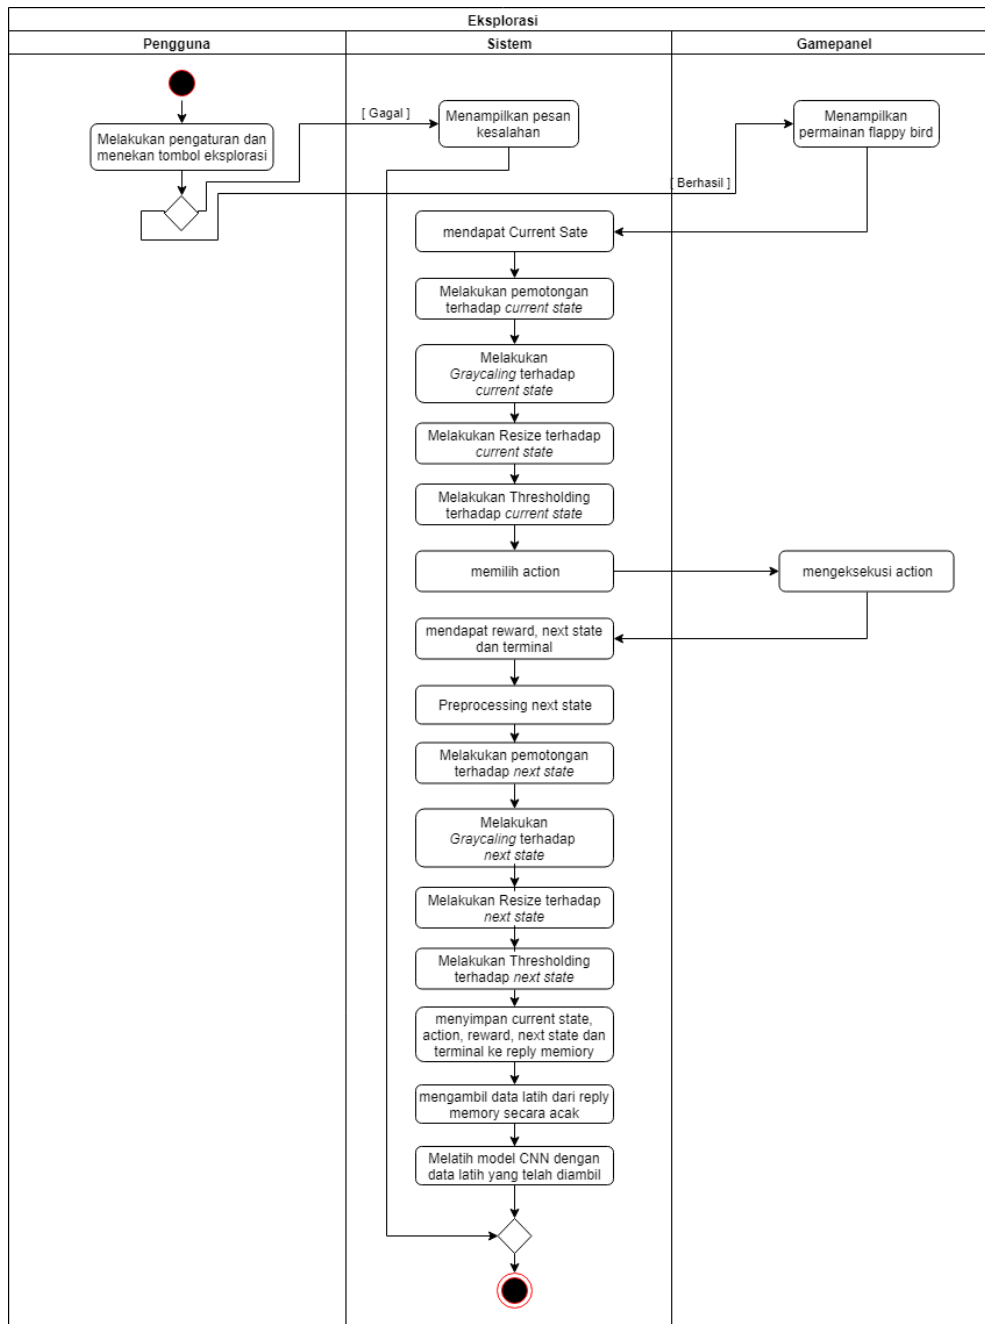 Eksplorasi
Pengguna
Sistem
Gamepanel
Melakukan pengaturan dan
menekan tombol eksplorasi
[ Gagal ]
Menampilkan pesan
kesalahan
Menampilkan
permainan flappy bird
[ Berhasil ]
mendapat Current Sate
Melakukan pemotongan
terhadap current state
Melakukan
Graycaling terhadap
current state
Melakukan Resize terhadap
current state
Melakukan Thresholding
terhadap current state
memilih action
mengeksekusi action
mendapat reward, next state
dan terminal
Preprocessing next state
Melakukan pemotongan
terhadap next state
Melakukan
Graycaling terhadap
next state
Melakukan Resize terhadap
next state
Melakukan Thresholding
terhadap next state
menyimpan current state,
action, reward, next state dan
terminal ke reply memiory
mengambil data latih dari reply
memory secara acak
Melatih model CNN dengan
data latih yang telah diambil